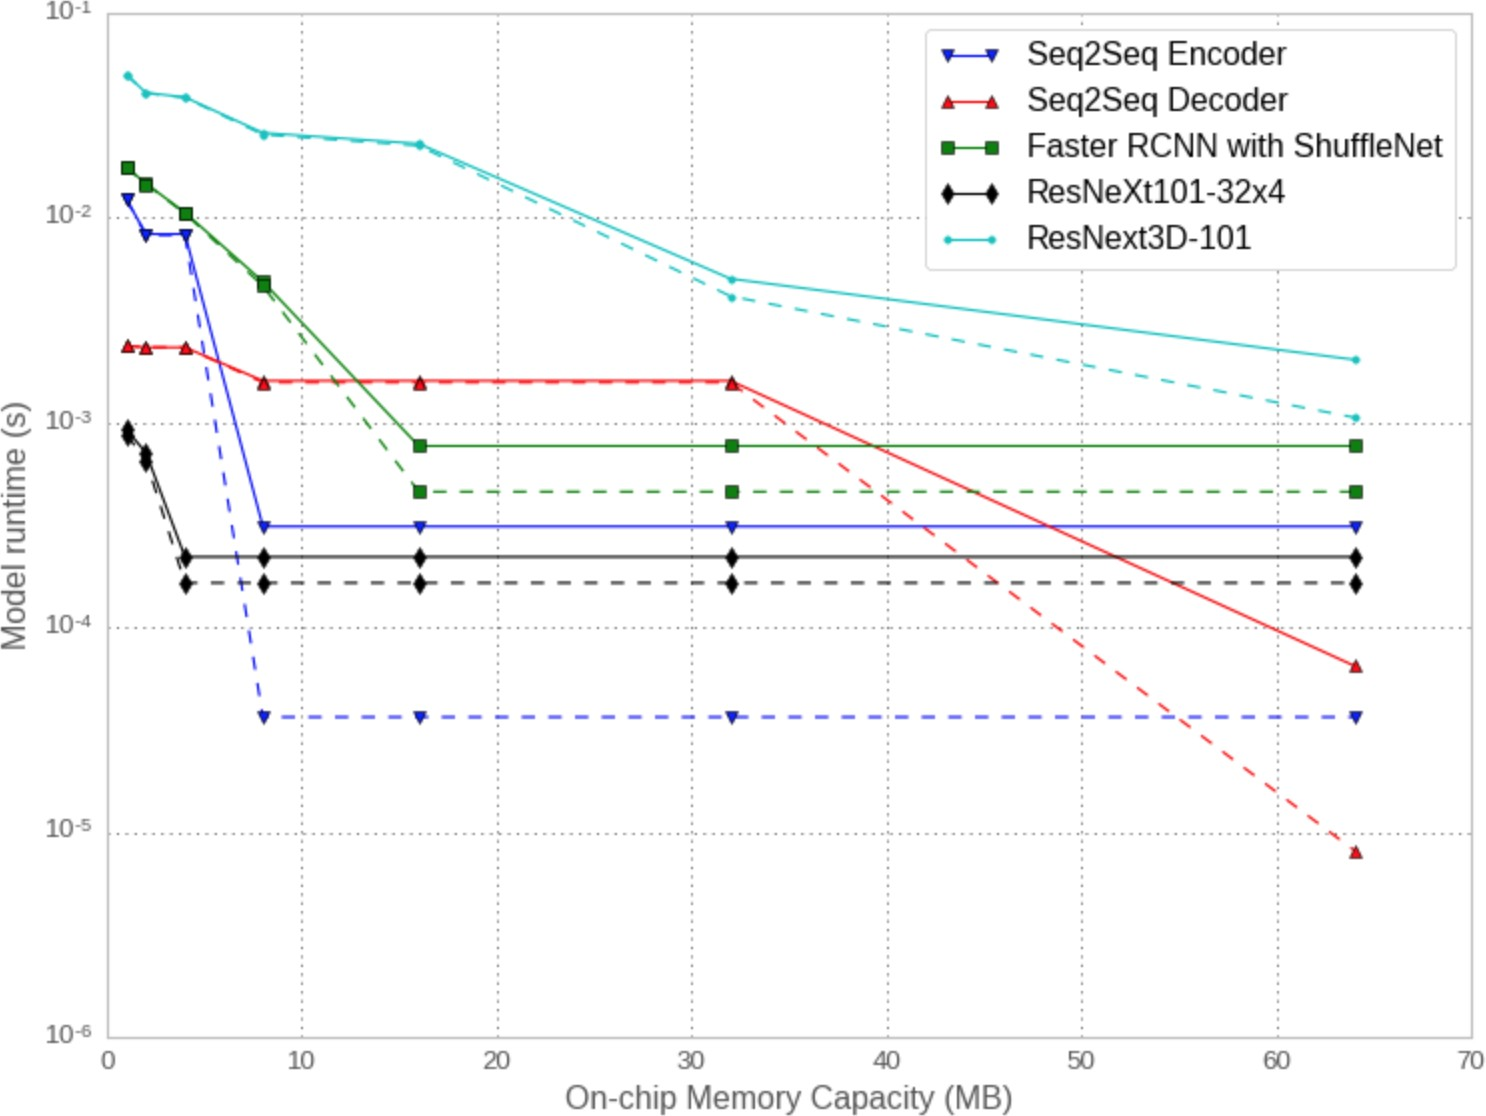 10-1
10-2
10-3
10-4
10-5
10-6
Model runtime (s)
Seq2Seq Encoder
Seq2Seq Decoder
Faster RCNN with ShuffleNet
ResNeXt101-32x4
ResNext3D-101
0 10 20 30 40 50 60 70
On-chip Memory Capacity (MB)